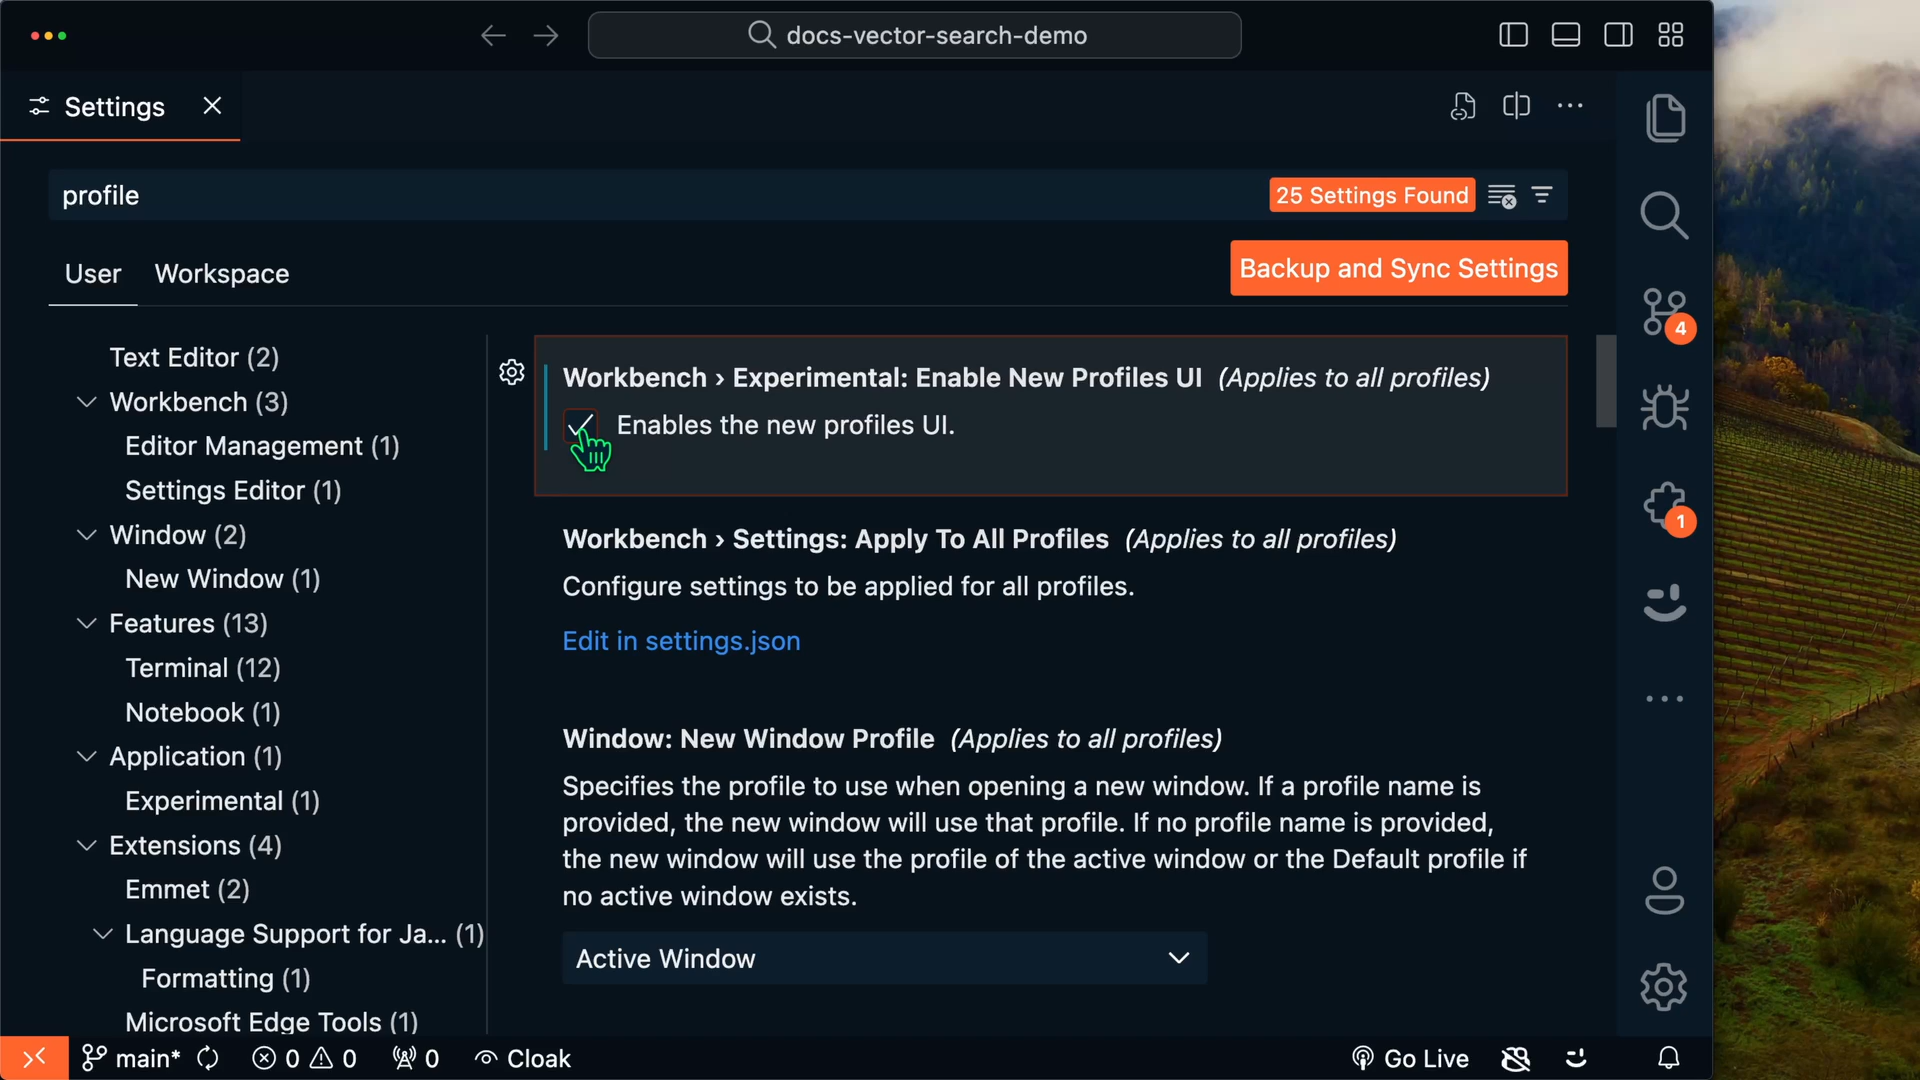 docs-vector-search-demo
Settings
profile
25 Settings Found
User
Workspace
Backup and Sync Settings
Text Editor (2)
Workbench (3)
Editor Management (1)
Settings Editor (1)
Window (2)
New Window (1)
Features (13)
Terminal (12)
Notebook (1)
Application (1)
Experimental (1)
Extensions (4)
Emmet (2)
Language Support for Ja... (1)
Formatting (1)
Microsoft Edge Tools (1)
Workbench › Experimental: Enable New Profiles UI (Applies to all profiles)
Enables the new profiles UI.
Workbench › Settings: Apply To All Profiles (Applies to all profiles)
Configure settings to be applied for all profiles.
Edit in settings.json
Window: New Window Profile (Applies to all profiles)
Specifies the profile to use when opening a new window. If a profile name is
provided, the new window will use that profile. If no profile name is provided,
the new window will use the profile of the active window or the Default profile if
no active window exists.
Active Window
4
1
main* 0 0 0 Cloak Go Live